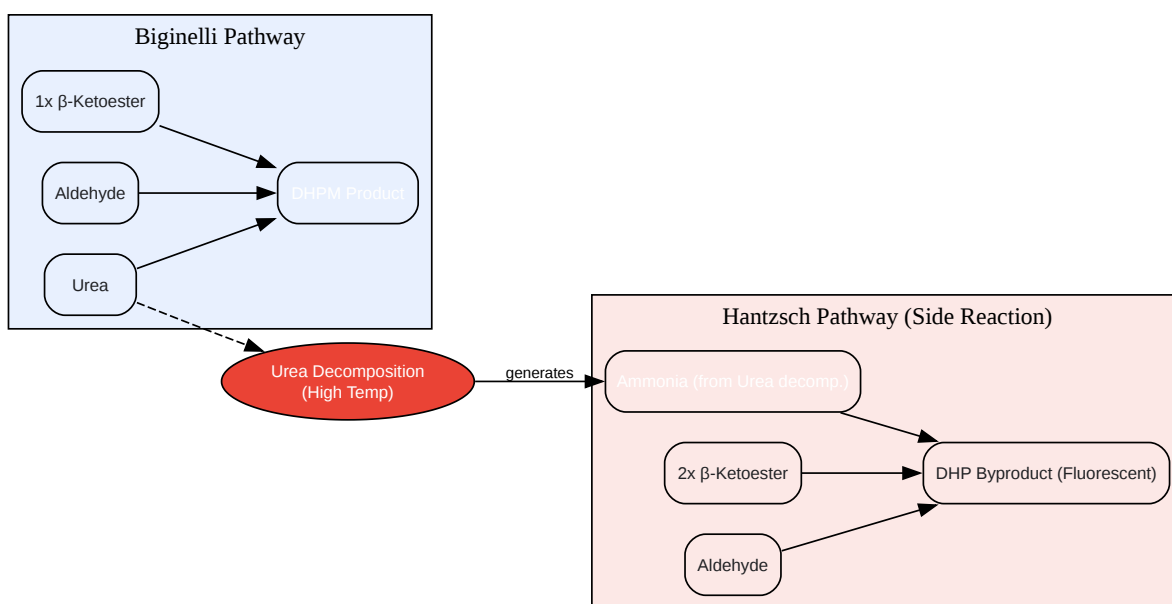 Biginelli Pathway
1x β-Ketoester
Aldehyde
DHPM Product
Urea
Urea Decomposition
(High Temp)
generates
Hantzsch Pathway (Side Reaction)
Ammonia (from Urea decomp.)
2x β-Ketoester
DHP Byproduct (Fluorescent)
Aldehyde